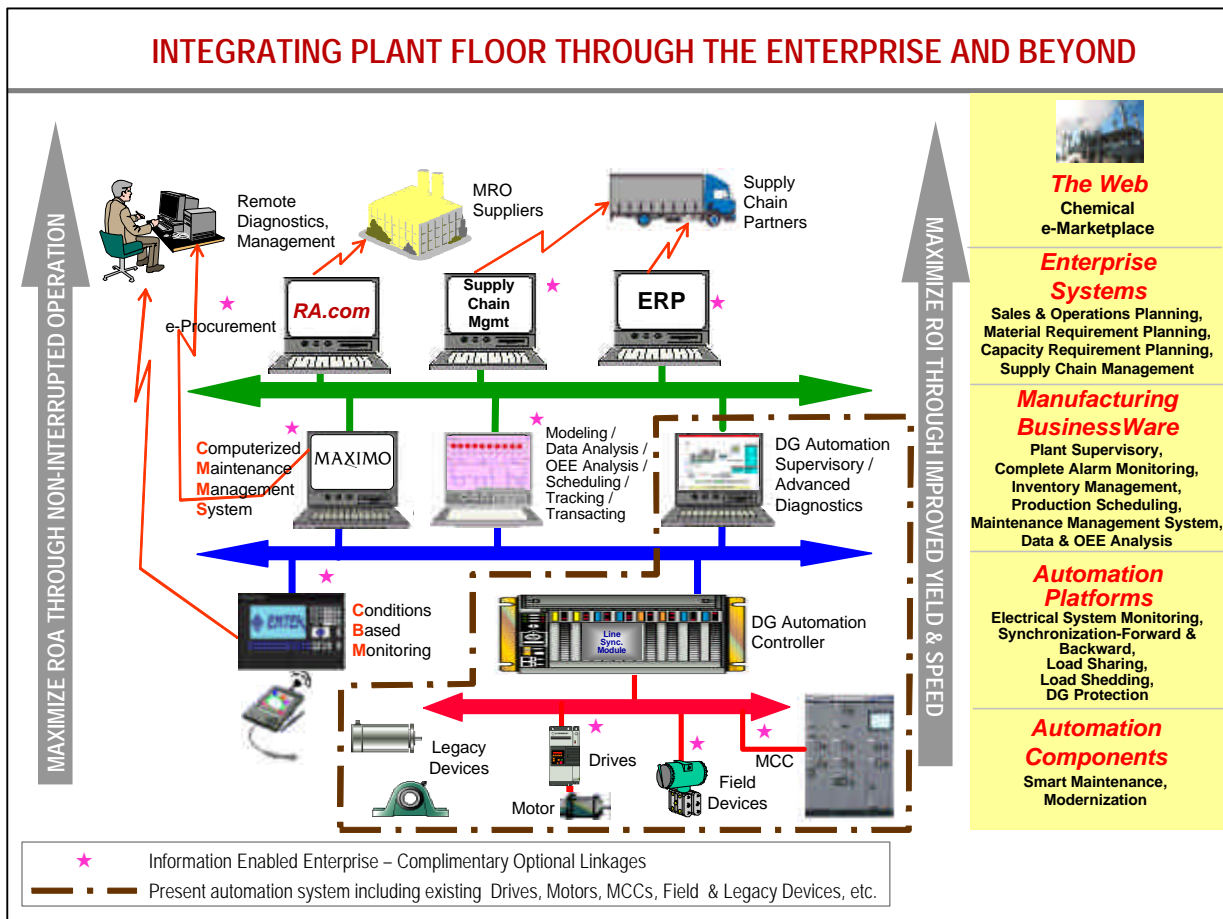 INTEGRATING PLANT FLOOR THROUGH THE ENTERPRISE AND BEYOND
MAXIMIZE ROA THROUGH NON-INTERRUPTED OPERATION
Remote
Diagnostics,
Management
MRO
Suppliers
Supply
Chain
Partners
e-Procurement
RA.com
Supply
Chain
Mgmt
ERP
Computerized
Maintenance
Management
System
MAXIMO
Modeling /
Data Analysis /
OEE Analysis /
Scheduling /
Tracking /
Transacting
DG Automation
Supervisory /
Advanced
Diagnostics
ENTEK
Conditions
Based
Monitoring
Line
Sync.
Module
DG Automation
Controller
Legacy
Devices
Drives
Motor
Field
Devices
MCC
MAXIMIZE ROI THROUGH IMPROVED YIELD & SPEED
The Web
Chemical
e-Marketplace
Enterprise
Systems
Sales & Operations Planning,
Material Requirement Planning,
Capacity Requirement Planning,
Supply Chain Management
Manufacturing
BusinessWare
Plant Supervisory,
Complete Alarm Monitoring,
Inventory Management,
Production Scheduling,
Maintenance Management System,
Data & OEE Analysis
Automation
Platforms
Electrical System Monitoring,
Synchronization-Forward &
Backward,
Load Sharing,
Load Shedding,
DG Protection
Automation
Components
Smart Maintenance,
Modernization
Information Enabled Enterprise – Complimentary Optional Linkages
Present automation system including existing Drives, Motors, MCCs, Field & Legacy Devices, etc.